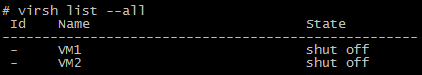 # virsh list --all
 Id    Name                           State
----------------------------------------------------
 -     VM1                            shut off
 -     VM2                            shut off